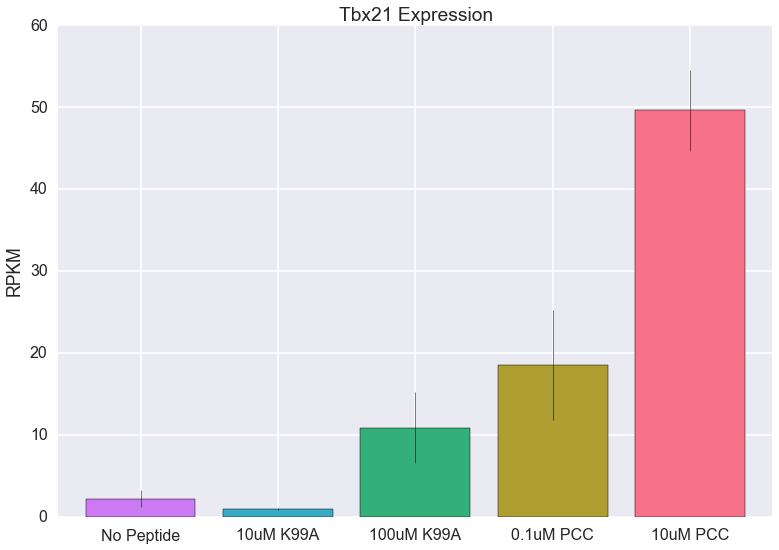 Tbx21 Expression
60
50
40
30
20
10
0
RPKM
No Peptide
10uM K99A
100uM K99A
0.1uM PCC
10uM PCC